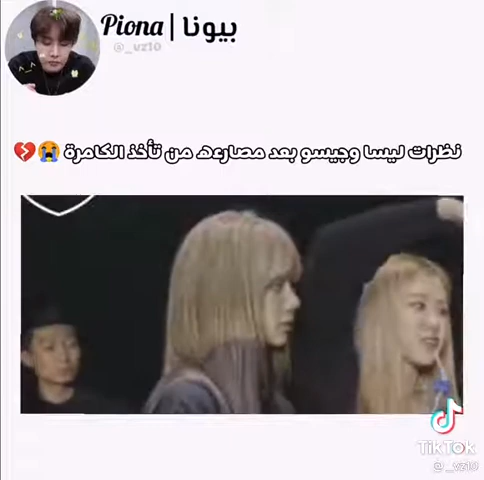 Piona | بيونا
@_vz10
نظرات ليسا وجيسو بعد مصارعه من تأخذ الكامرة 😭💔
TikTok
@_vz10